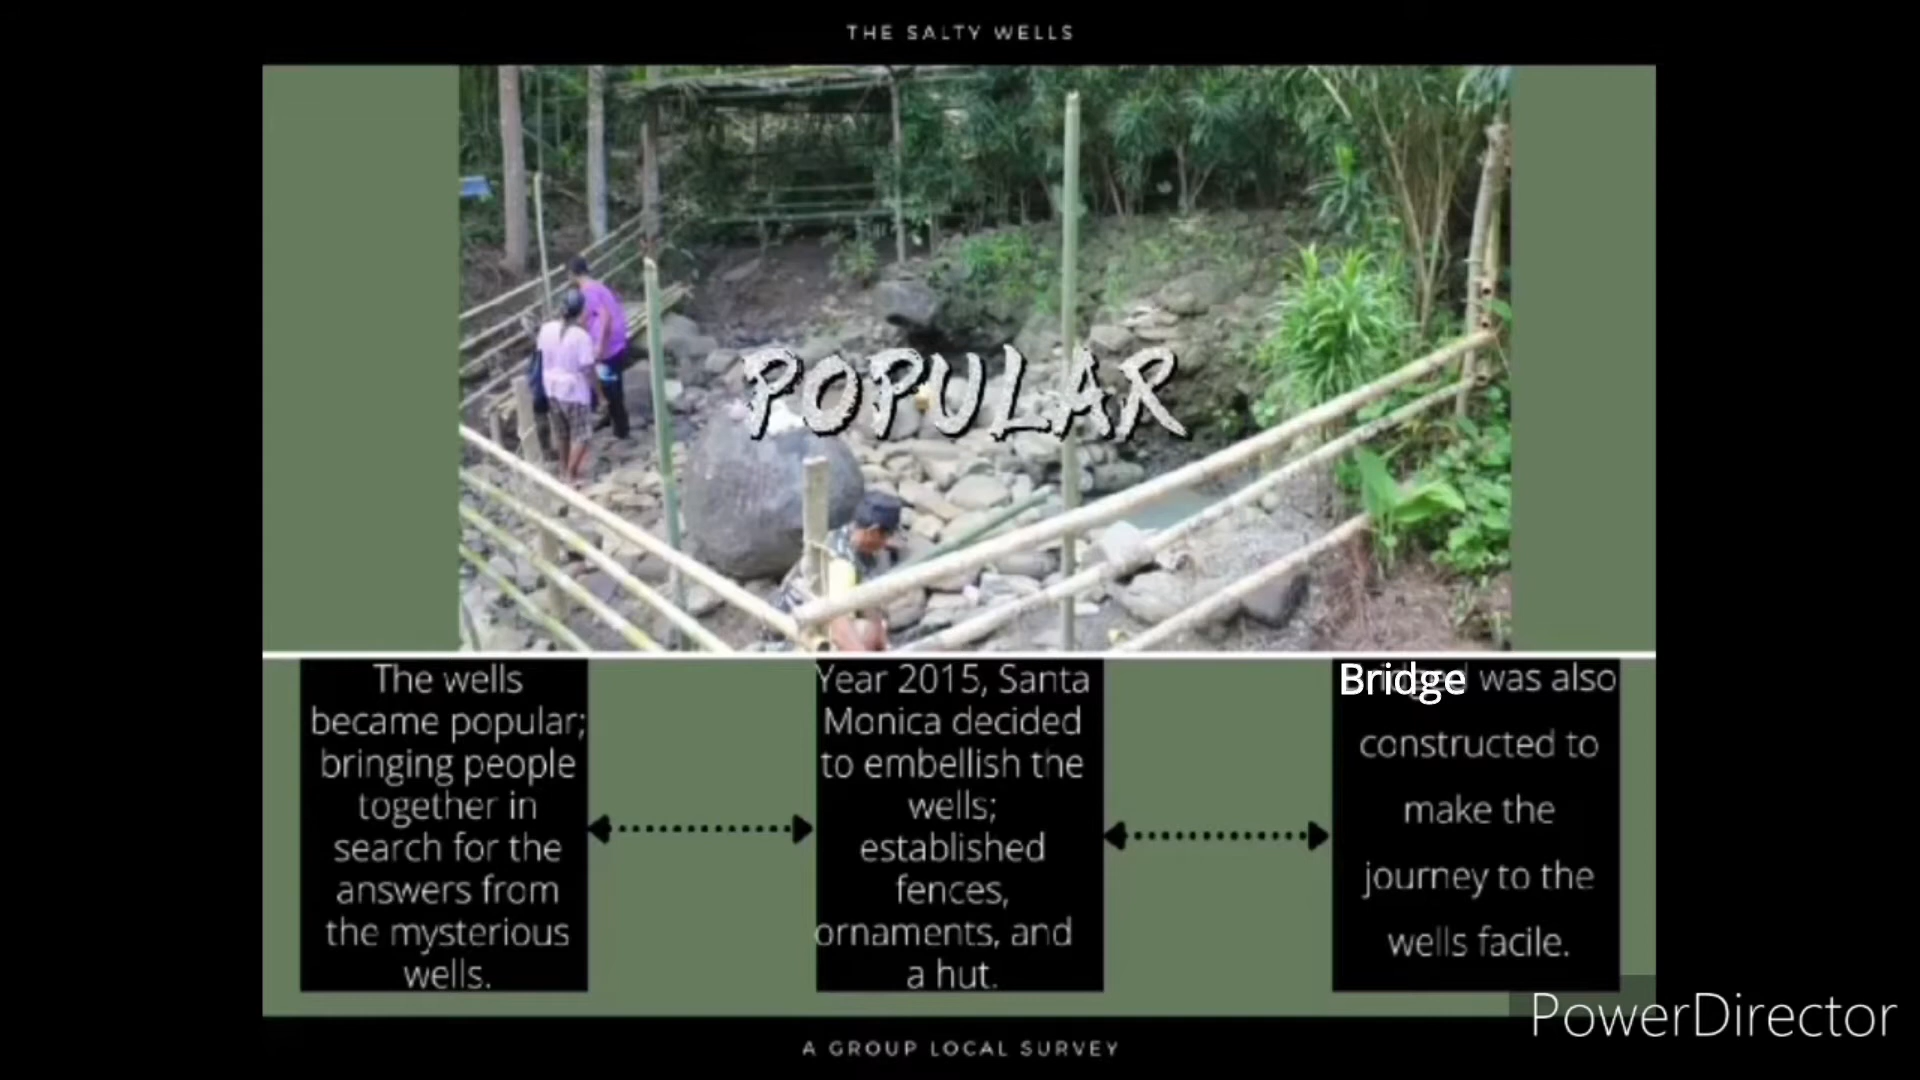 THE SALTY WELLS
POPULAR
The wells
became popular;
bringing people
together in
search for the
answers from
the mysterious
wells.
Year 2015, Santa
Monica decided
to embellish the
wells;
established
fences,
ornaments, and
a hut.
Bridge was also
constructed to
make the
journey to the
wells facile.
PowerDirector
A GROUP LOCAL SURVEY